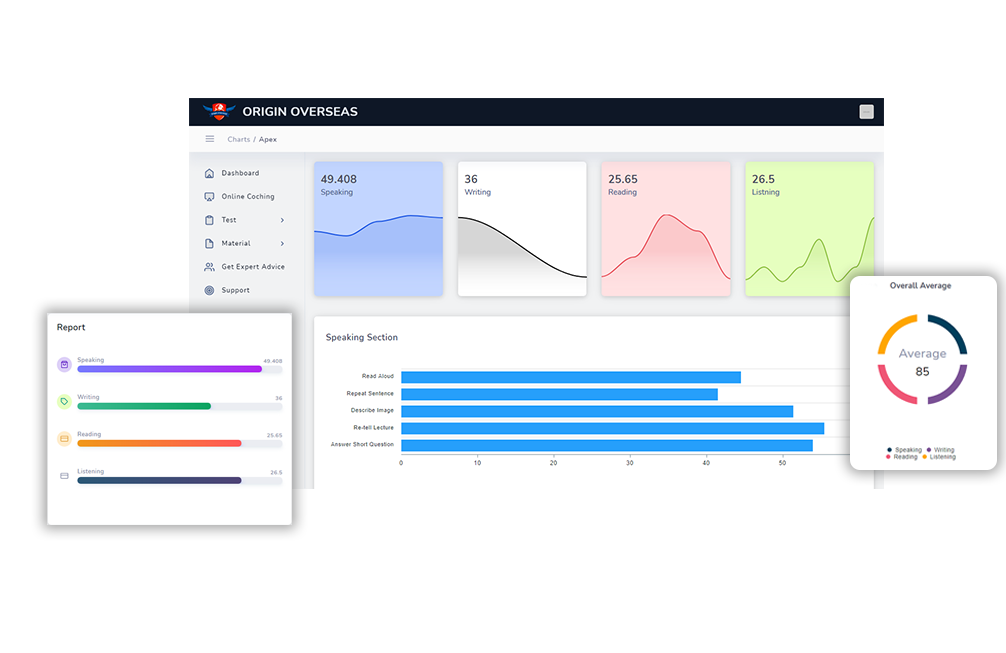 ORIGIN OVERSEAS
Charts / Apex
Dashboard
Online Coching
Test
Material
Get Expert Advice
Support
49.408
Speaking
36
Writing
25.65
Reading
26.5
Listning
Speaking Section
Read Aloud
Repeat Sentence
Describe Image
Re-tell Lecture
Answer Short Question
0 10 20 30 40 50
Report
Speaking 49.408
Writing 36
Reading 25.65
Listening 26.5
Overall Average
Average
85
Speaking Writing
Reading Listening